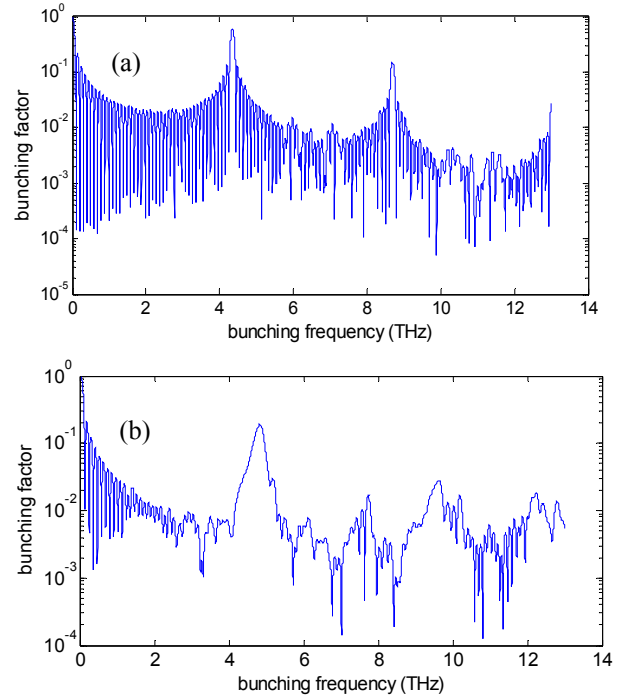 10^0
(a)
10^-1
10^-2
10^-3
10^-4
10^-5
bunching factor
0 2 4 6 8 10 12 14
bunching frequency (THz)
10^0
(b)
10^-1
10^-2
10^-3
10^-4
bunching factor
0 2 4 6 8 10 12 14
bunching frequency (THz)